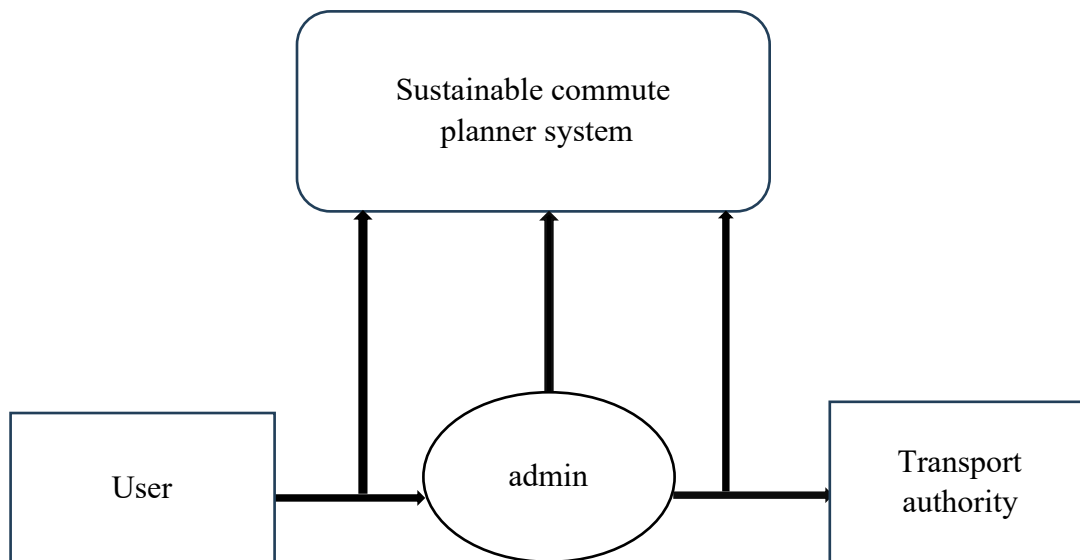 Sustainable commute
planner system
User
admin
Transport
authority